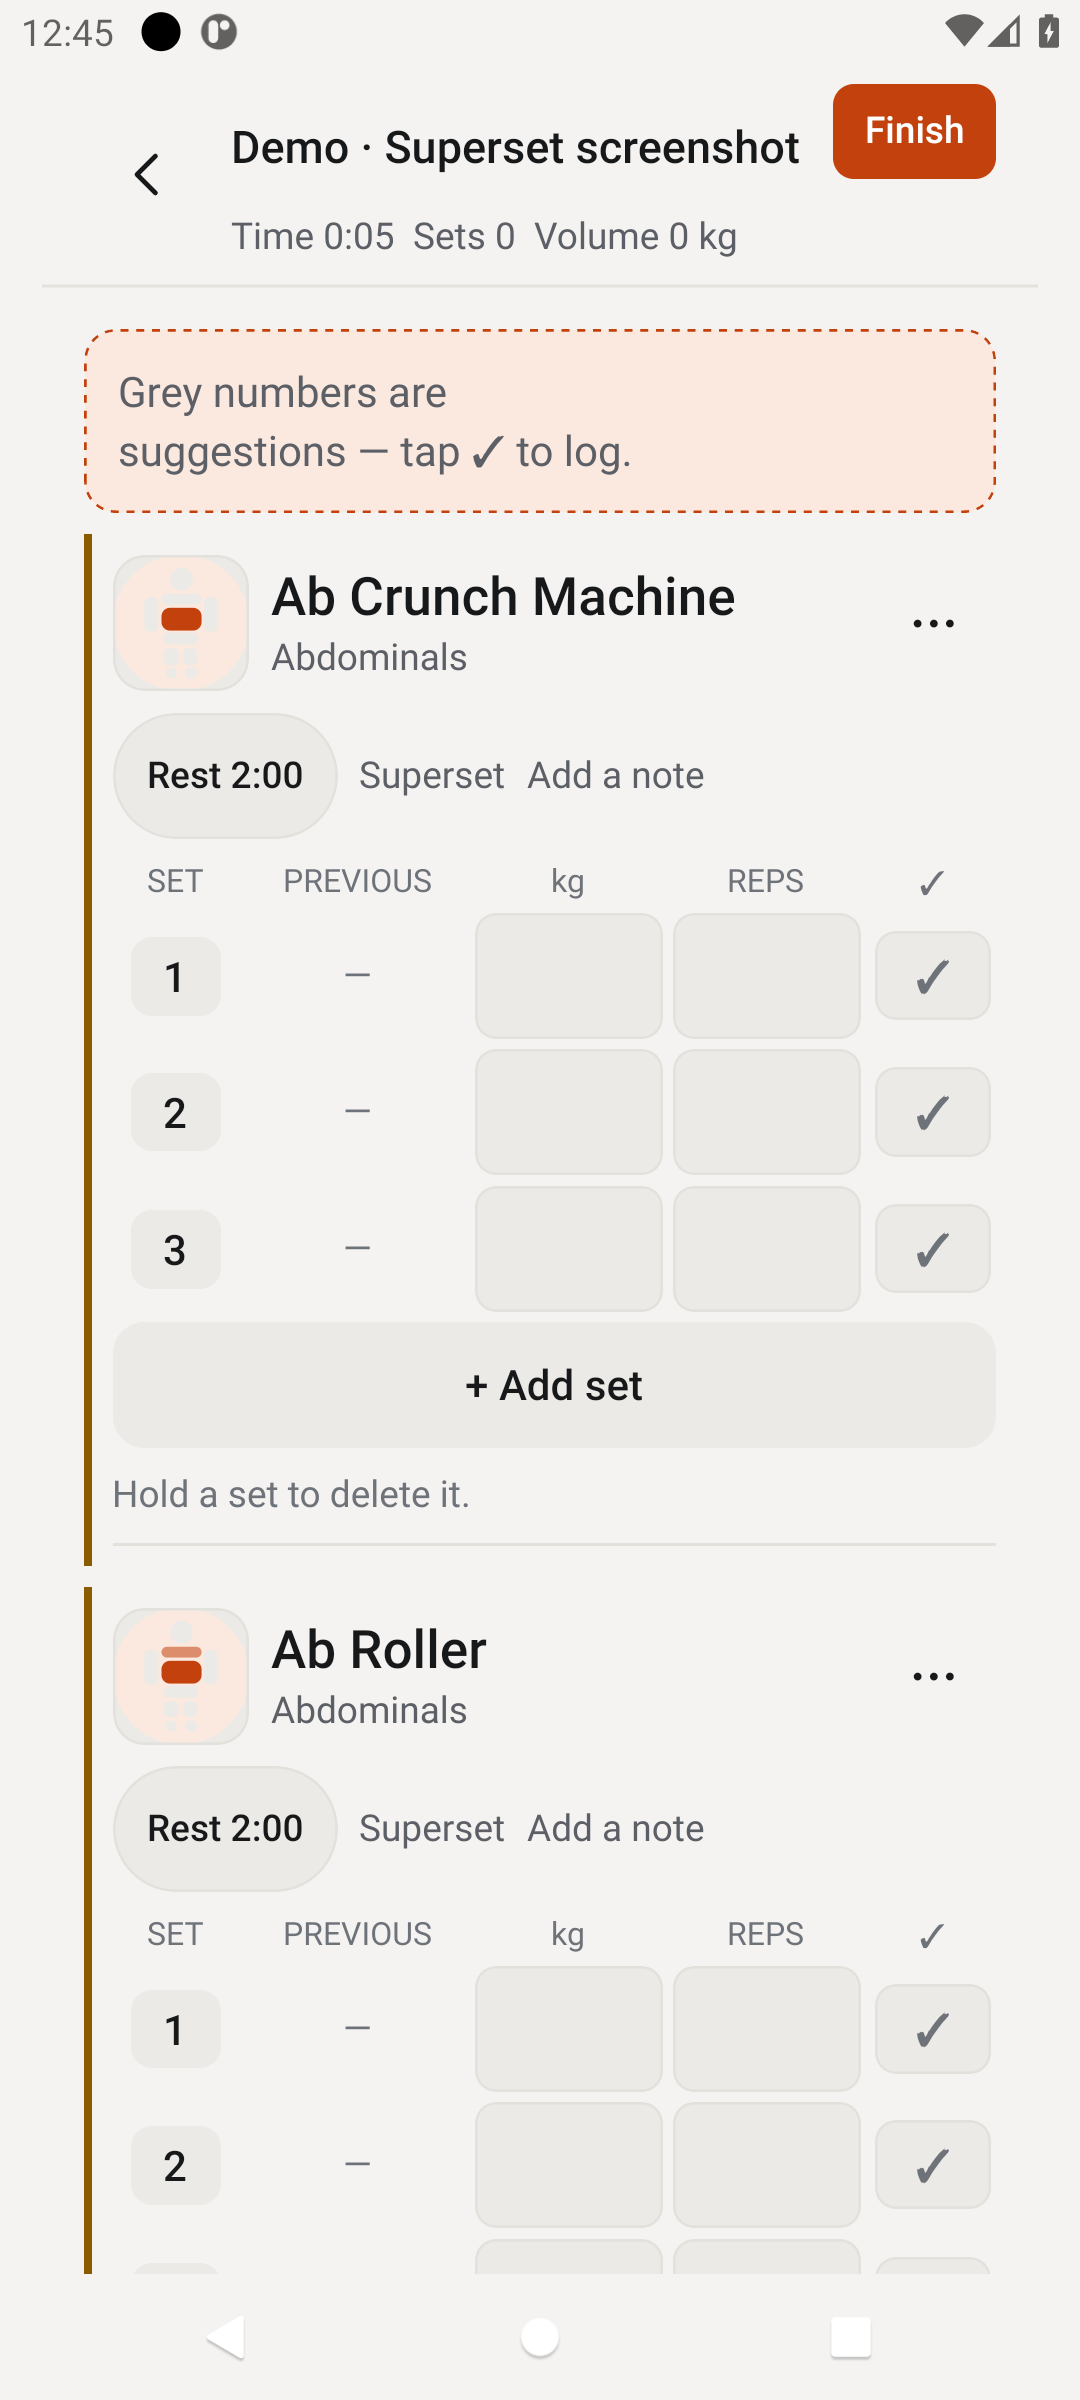 12:45
Demo · Superset screenshot
Finish
Time 0:05 Sets 0 Volume 0 kg
Grey numbers are
suggestions — tap ✓ to log.
Ab Crunch Machine
Abdominals
Rest 2:00 Superset Add a note
SET PREVIOUS kg REPS ✓
1 — ✓
2 — ✓
3 — ✓
+ Add set
Hold a set to delete it.
Ab Roller
Abdominals
Rest 2:00 Superset Add a note
SET PREVIOUS kg REPS ✓
1 — ✓
2 — ✓